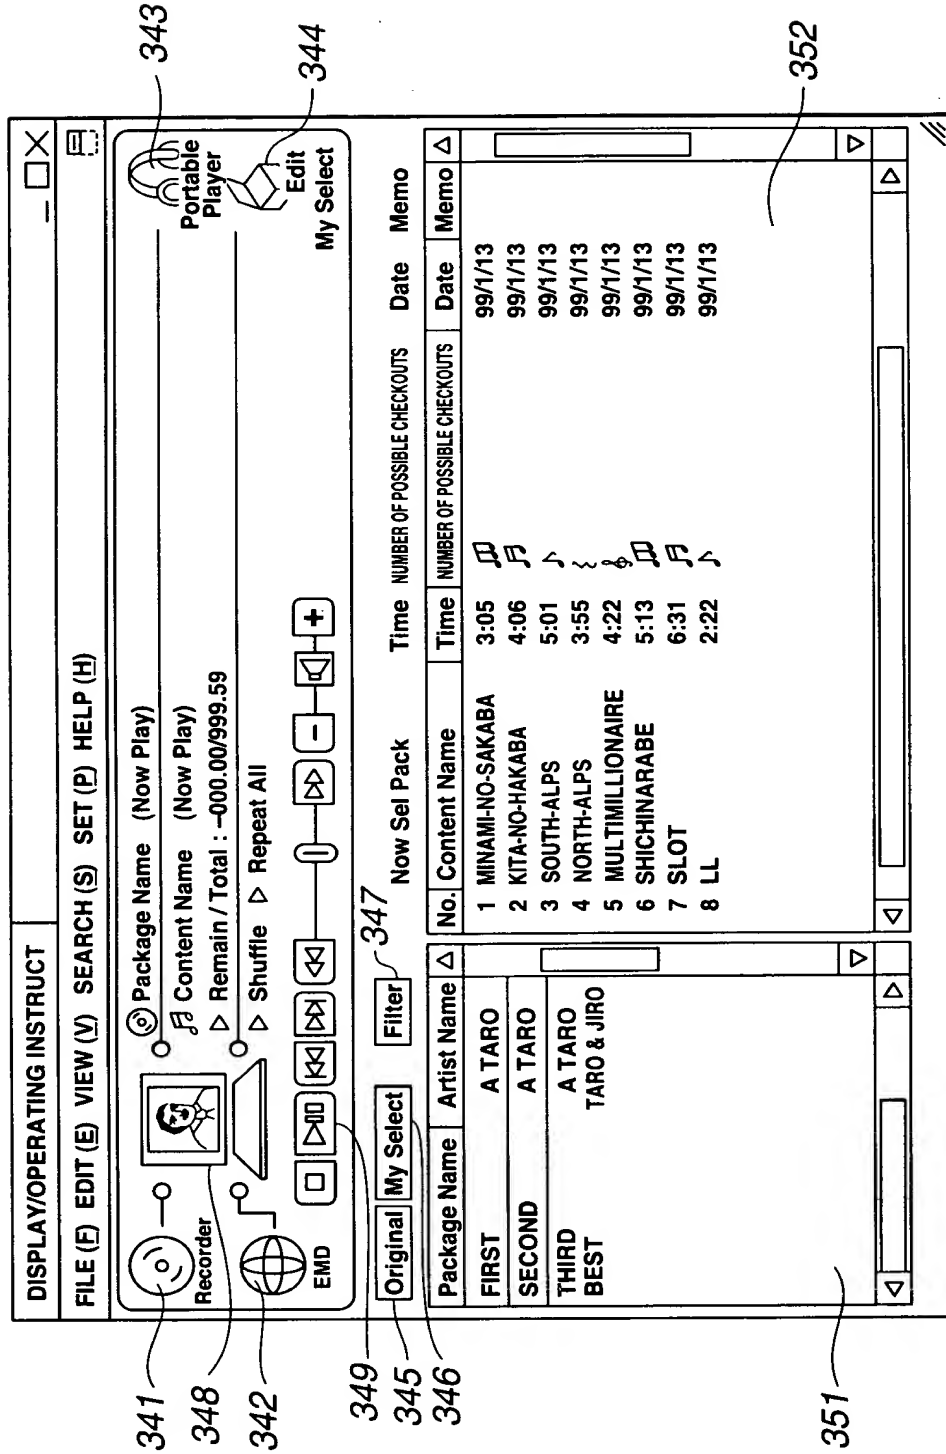 DISPLAY/OPERATING INSTRUCT
FILE (F) EDIT (E) VIEW (V) SEARCH (S) SET (P) HELP (H)
341
Recorder
348
342
EMD
Package Name (Now Play)
Content Name (Now Play)
Remain / Total : –000.00/999.59
Shuffle Repeat All
343
Portable
Player
344
Edit
My Select
349
345
346
Original My Select Filter 347
Now Sel Pack Time NUMBER OF POSSIBLE CHECKOUTS Date Memo
Package Name Artist Name
FIRST A TARO
SECOND A TARO
THIRD A TARO
BEST TARO & JIRO
351
No. Content Name Time NUMBER OF POSSIBLE CHECKOUTS Date Memo
1 MINAMI-NO-SAKABA 3:05 99/1/13
2 KITA-NO-HAKABA 4:06 99/1/13
3 SOUTH-ALPS 5:01 99/1/13
4 NORTH-ALPS 3:55 99/1/13
5 MULTIMILLIONAIRE 4:22 99/1/13
6 SHICHINARABE 5:13 99/1/13
7 SLOT 6:31 99/1/13
8 LL 2:22 99/1/13
352